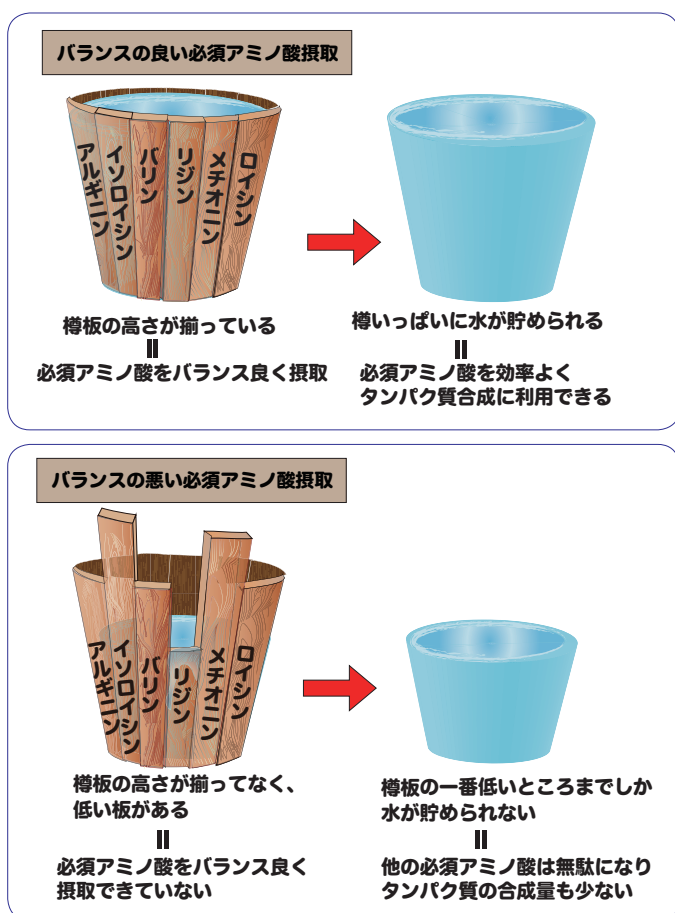 バランスの良い必須アミノ酸摂取
アルギニン
イソロイシン
バリン
リジン
メチオニン
ロイシン
樽板の高さが揃っている
=
必須アミノ酸をバランス良く摂取
樽いっぱいに水が貯められる
=
必須アミノ酸を効率よく
タンパク質合成に利用できる
バランスの悪い必須アミノ酸摂取
アルギニン
イソロイシン
バリン
リジン
メチオニン
ロイシン
樽板の高さが揃ってなく、
低い板がある
=
必須アミノ酸をバランス良く
摂取できていない
樽板の一番低いところまでしか
水が貯められない
=
他の必須アミノ酸は無駄になり
タンパク質の合成量も少ない